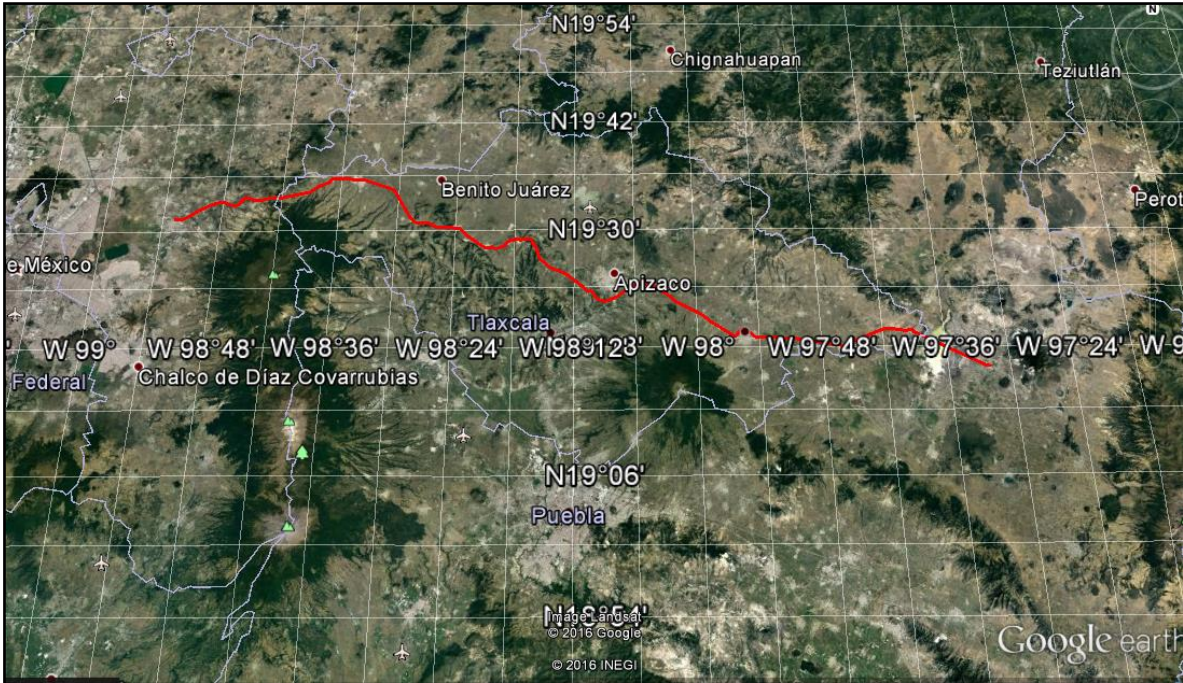 N
N19°54'
Chignahuapan
Teziutlán
N19°42'
Benito Juárez
Perot
N19°30'
e México
Apizaco
Tlaxcala
W 99° W 98°48' W 98°36' W 98°24' W 98°12' W 98° W 97°48' W 97°36' W 97°24' W 9
Federal
Chalco de Díaz Covarrubias
N19°06'
Puebla
Image Landsat
© 2016 Google
Google earth
© 2016 INEGI